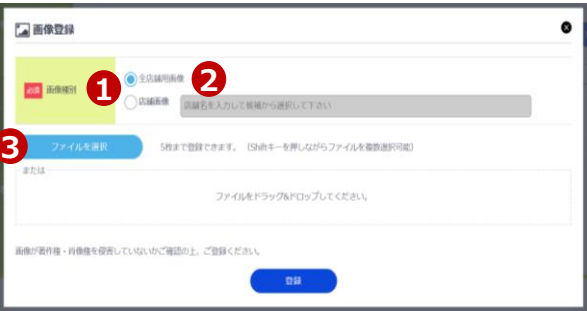 画像登録
必須 画像種別
1
全店舗用画像
2
店舗画像 店舗名を入力して候補から選択して下さい
3
ファイルを選択 5枚まで登録できます。（Shiftキーを押しながらファイルを複数選択可能）
または
ファイルをドラッグ&ドロップしてください。
画像が著作権・肖像権を侵害していないかご確認の上、ご登録ください。
登録